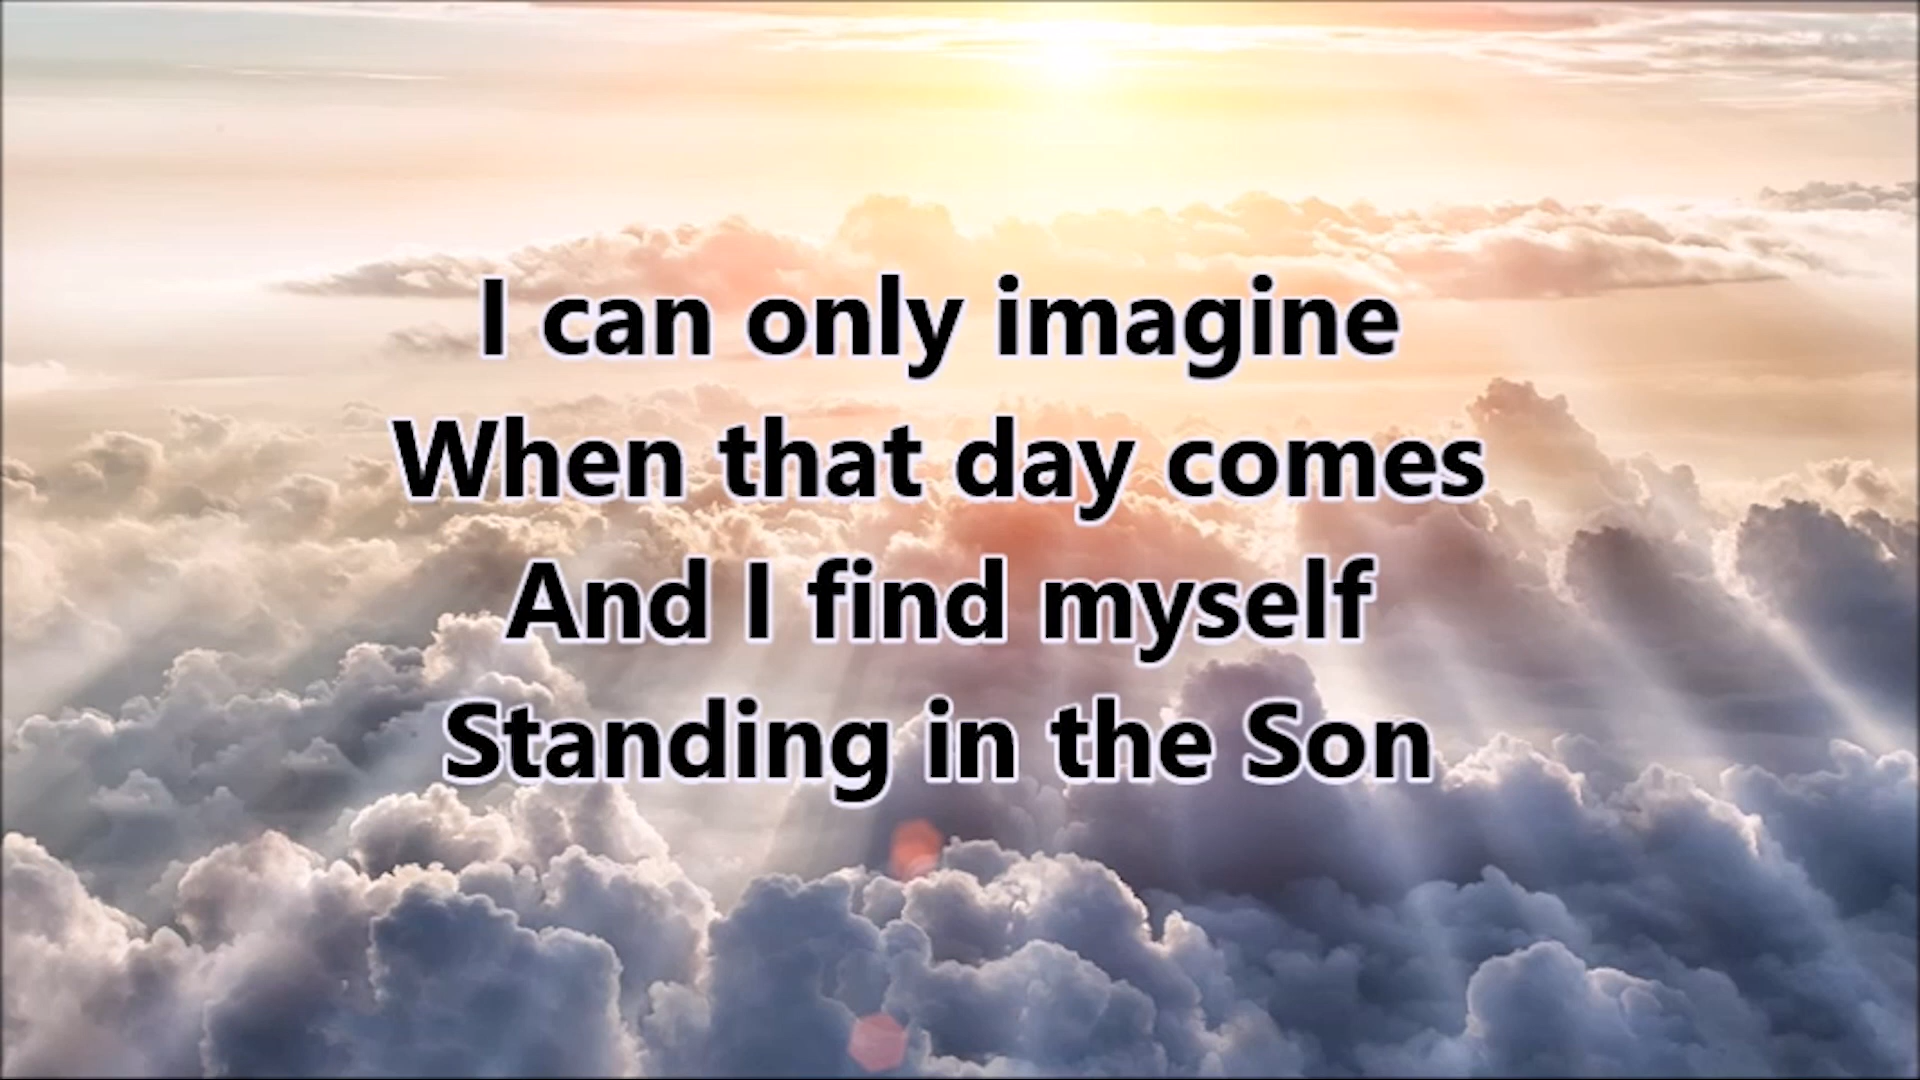 I can only imagine
When that day comes
And I find myself
Standing in the Son